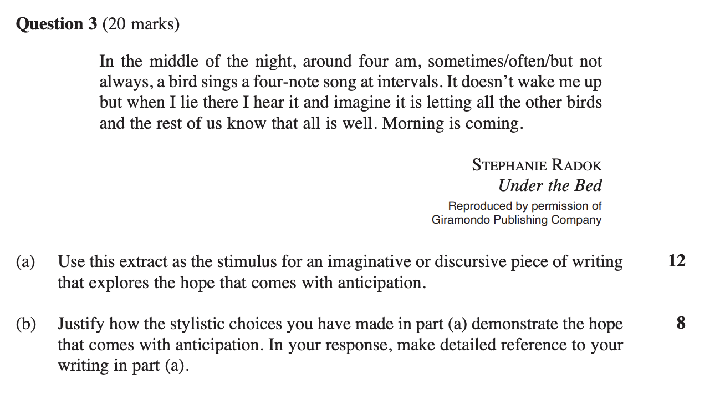 Question 3 (20 marks)
In the middle of the night, around four am, sometimes/often/but not
always, a bird sings a four-note song at intervals. It doesn’t wake me up
but when I lie there I hear it and imagine it is letting all the other birds
and the rest of us know that all is well. Morning is coming.
STEPHANIE RADOK
Under the Bed
Reproduced by permission of
Giramondo Publishing Company
(a) Use this extract as the stimulus for an imaginative or discursive piece of writing 12
that explores the hope that comes with anticipation.
(b) Justify how the stylistic choices you have made in part (a) demonstrate the hope 8
that comes with anticipation. In your response, make detailed reference to your
writing in part (a).